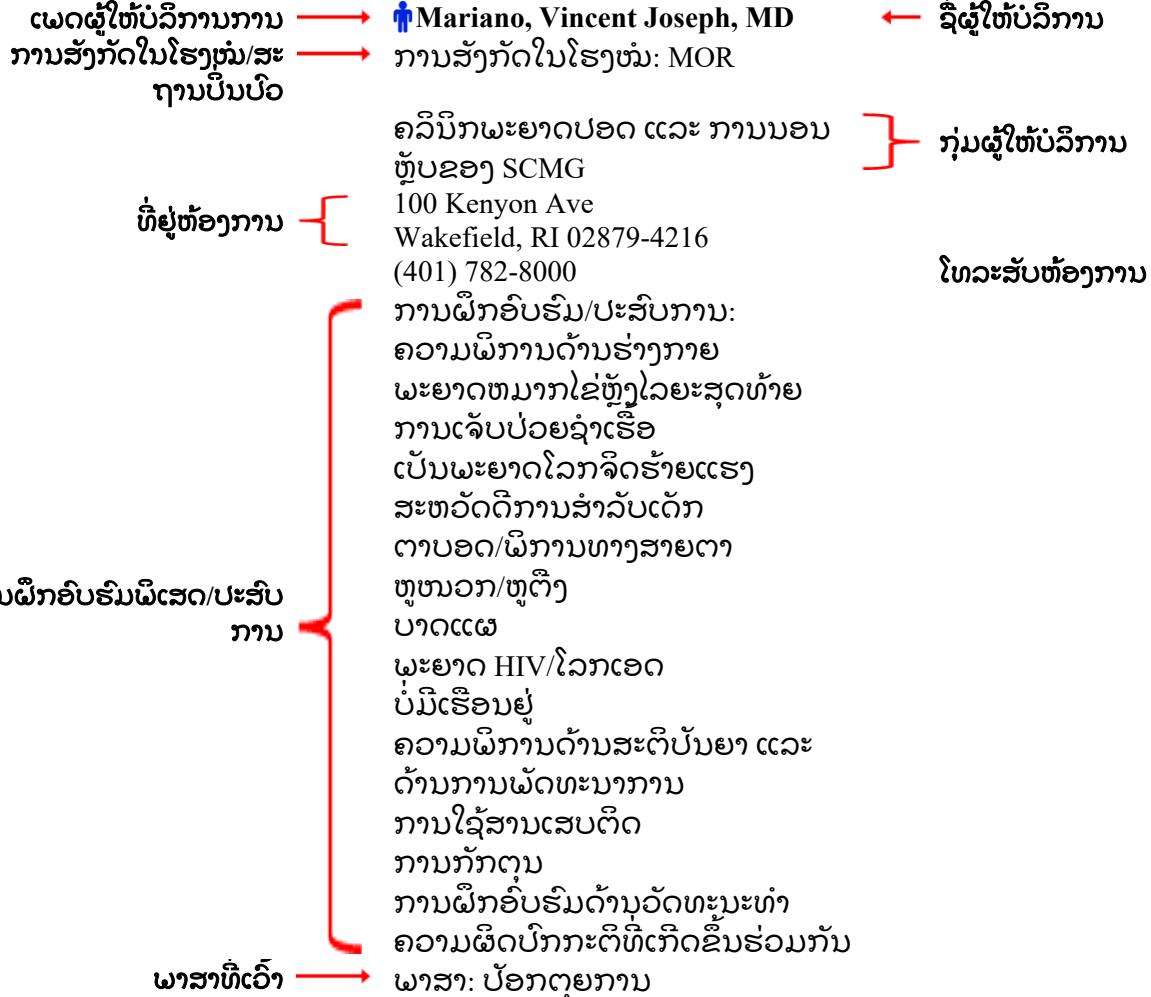 ເພດຜູ້ໃຫ້ບໍລິການການ
Mariano, Vincent Joseph, MD
ຊື່ຜູ້ໃຫ້ບໍລິການ
ການສັງກັດໃນໂຮງໝໍ/ສະ
ຖານປິ່ນປົວ
ການສັງກັດໃນໂຮງໝໍ: MOR
ຄລິນິກພະຍາດປອດ ແລະ ການນອນ
ຫຼັບຂອງ SCMG
ກຸ່ມຜູ້ໃຫ້ບໍລິການ
ທີ່ຢູ່ຫ້ອງການ
100 Kenyon Ave
Wakefield, RI 02879-4216
(401) 782-8000
ໂທລະສັບຫ້ອງການ
ການຝຶກອົບຮົມ/ປະສົບການ:
ຄວາມພິການດ້ານຮ່າງກາຍ
ພະຍາດຫມາກໄຂ່ຫຼັງໄລຍະສຸດທ້າຍ
ການເຈັບປ່ວຍຊໍາເຮື້ອ
ເປັນພະຍາດໂລກຈິດຮ້າຍແຮງ
ສະຫວັດດີການສໍາລັບເດັກ
ຕາບອດ/ພິການທາງສາຍຕາ
ຫູໜວກ/ຫູຕຶງ
ບາດແຜ
ພະຍາດ HIV/ໂລກເອດ
ບໍ່ມີເຮືອນຢູ່
ຄວາມພິການດ້ານສະຕິປັນຍາ ແລະ
ດ້ານການພັດທະນາການ
ການໃຊ້ສານເສບຕິດ
ການກັກຕຸນ
ການຝຶກອົບຮົມດ້ານວັດທະນະທໍາ
ຄວາມຜິດປົກກະຕິທີ່ເກີດຂຶ້ນຮ່ວມກັນ
ນຝຶກອົບຮົມພິເສດ/ປະສົບ
ການ
ພາສາທີ່ເວົ້າ
ພາສາ: ປັອກຕຸຍການ